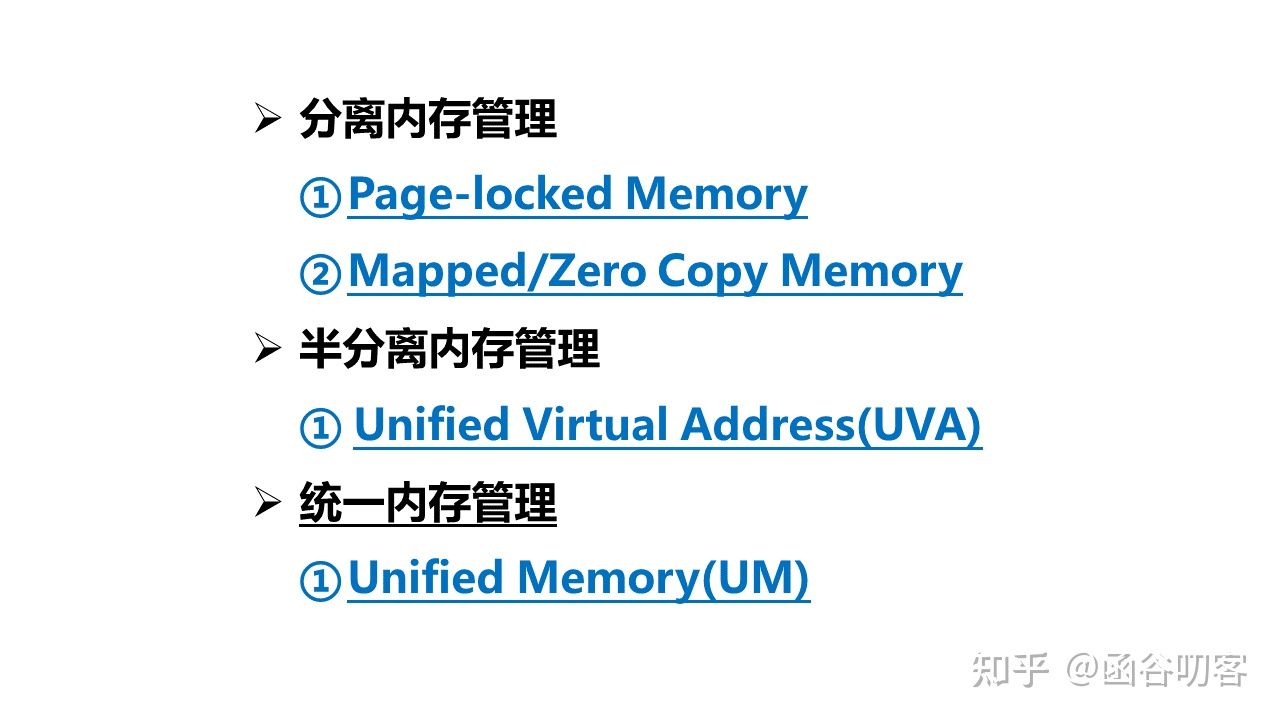 ➢ 分离内存管理
①Page-locked Memory
②Mapped/Zero Copy Memory
➢ 半分离内存管理
① Unified Virtual Address(UVA)
➢ 统一内存管理
①Unified Memory(UM)
知乎 @函谷叨客